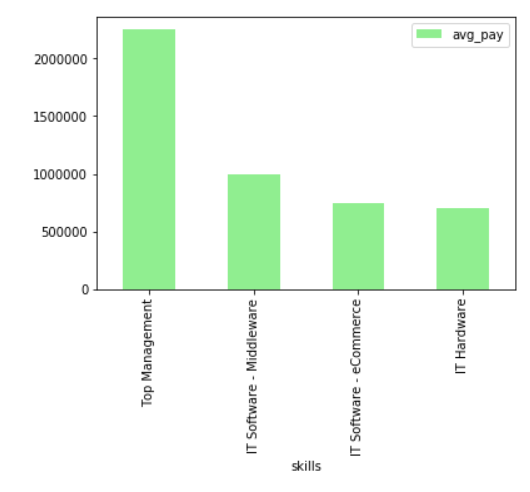 avg_pay
2000000
1500000
1000000
500000
0
Top Management
IT Software - Middleware
IT Software - eCommerce
IT Hardware
skills